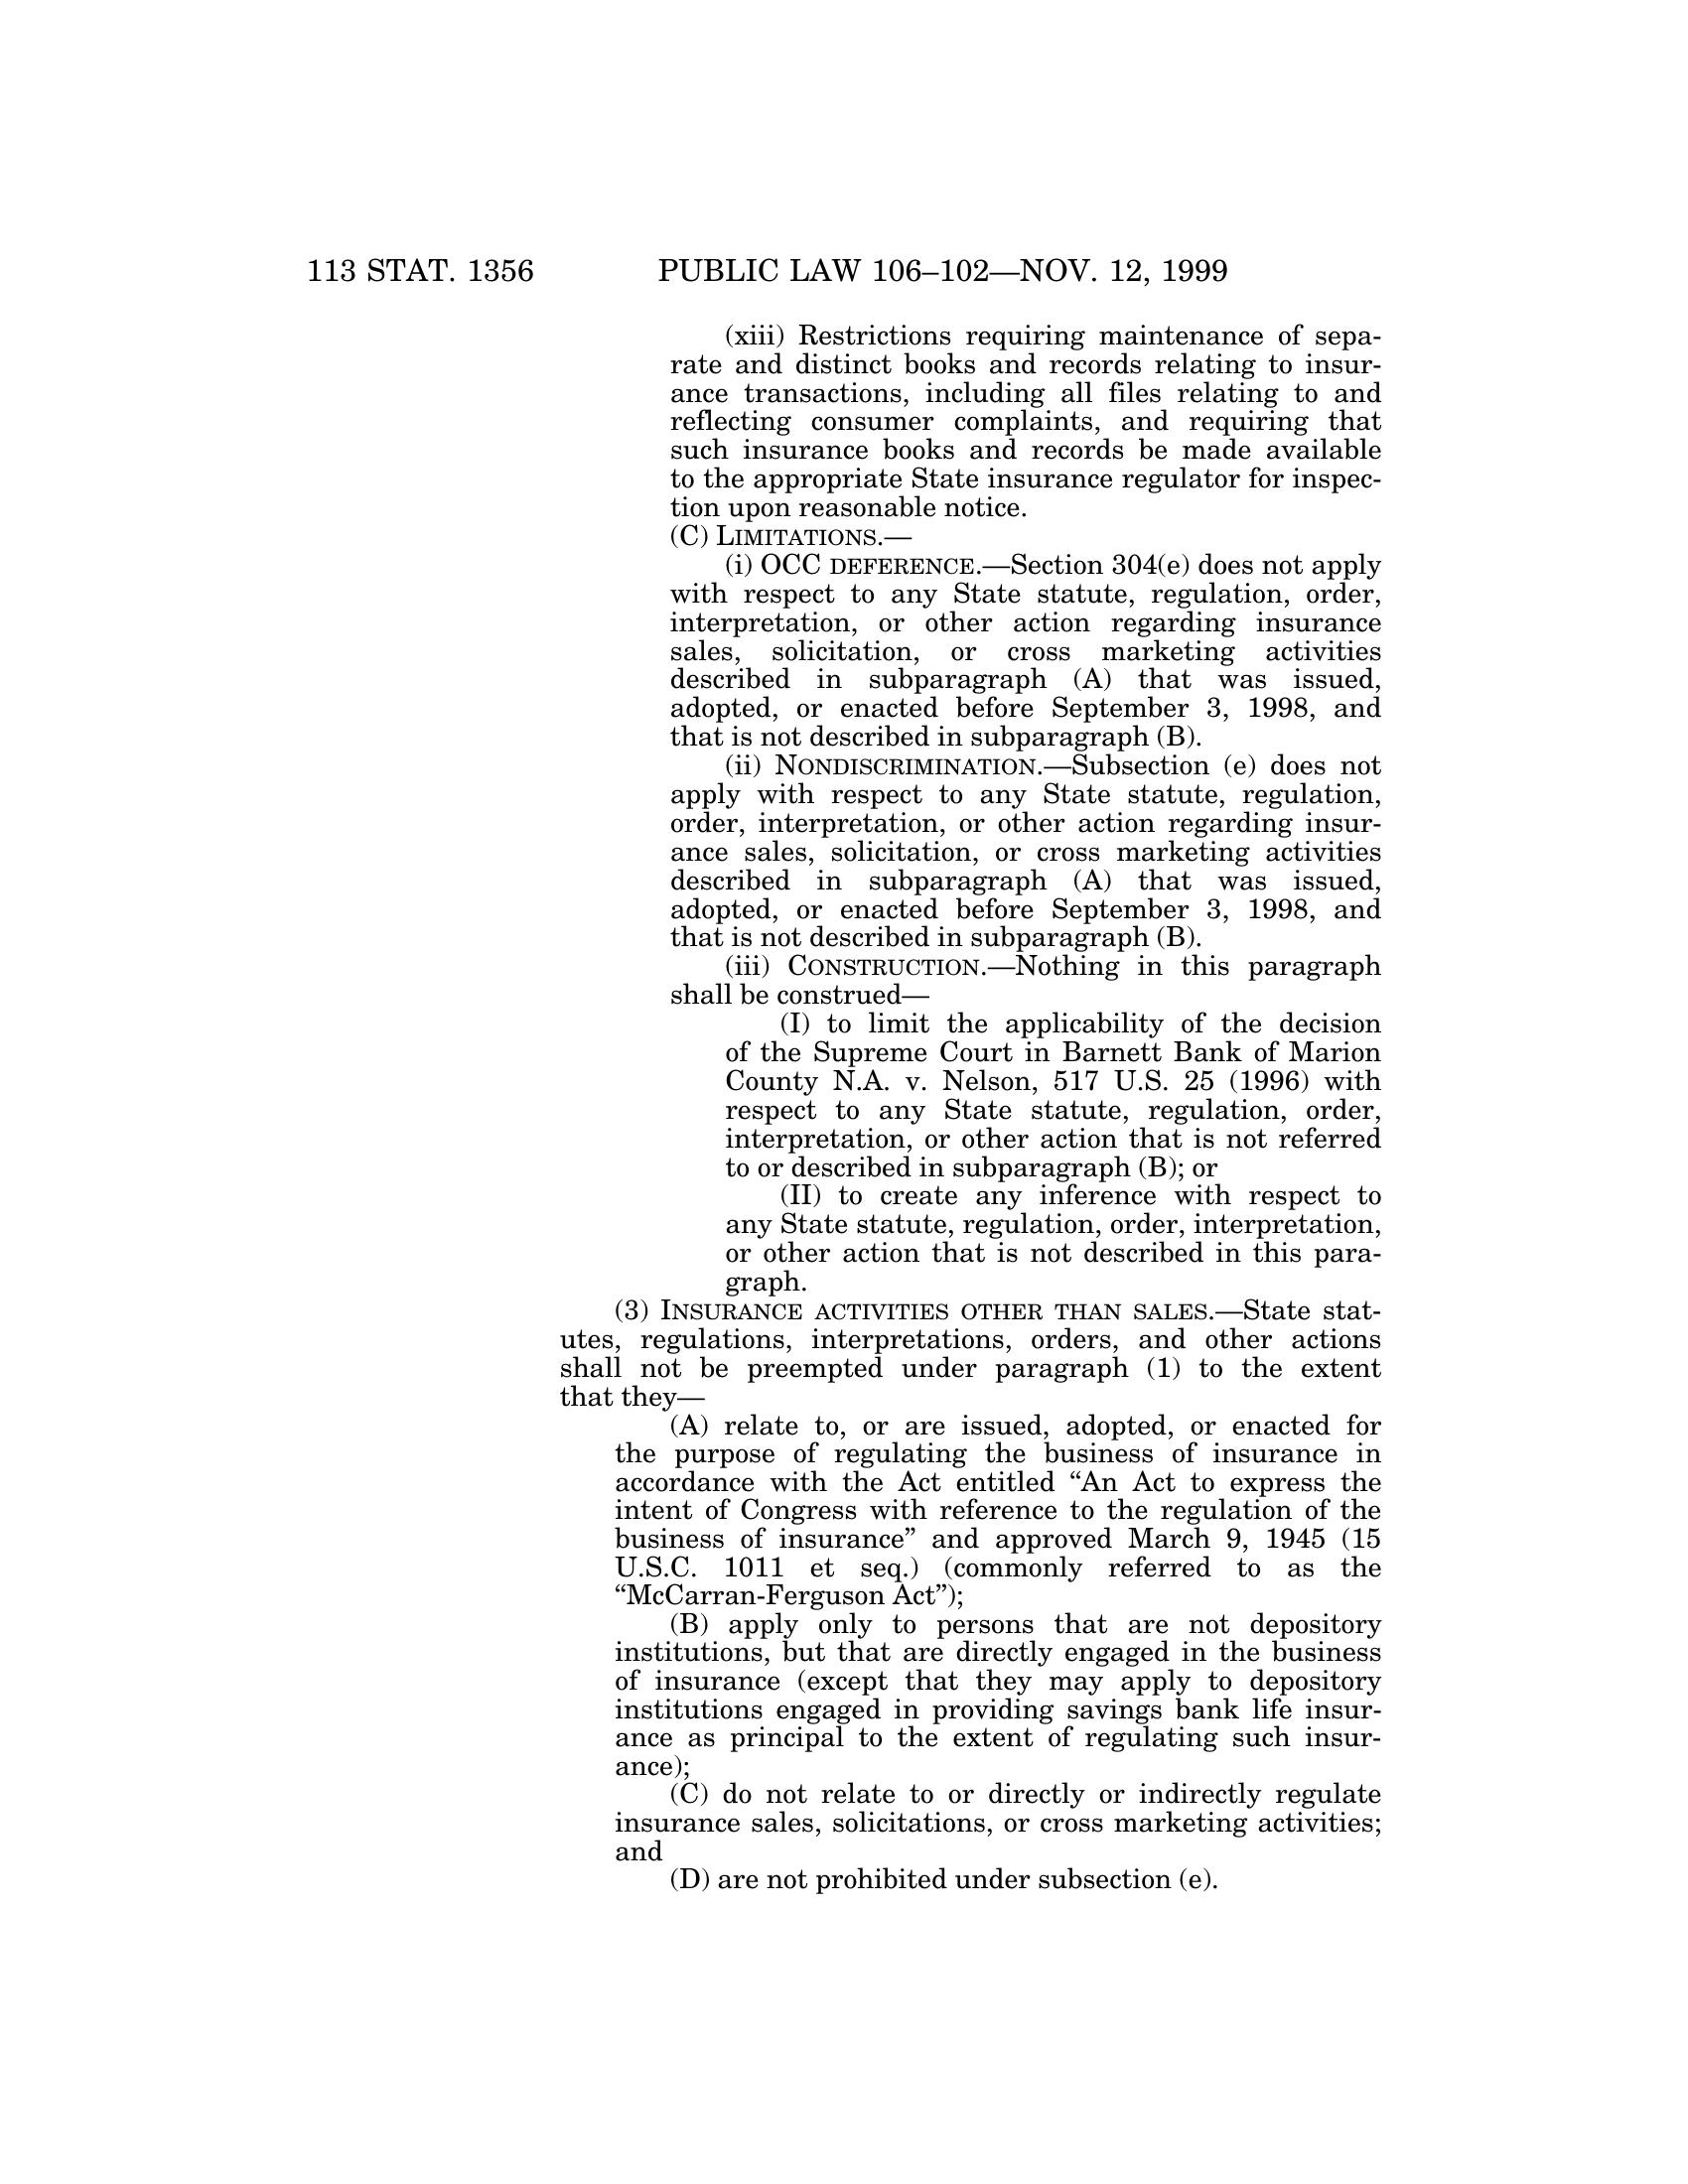 113 STAT. 1356 PUBLIC LAW 106–102—NOV. 12, 1999
(xiii) Restrictions requiring maintenance of sepa-
rate and distinct books and records relating to insur-
ance transactions, including all files relating to and
reflecting consumer complaints, and requiring that
such insurance books and records be made available
to the appropriate State insurance regulator for inspec-
tion upon reasonable notice.
(C) LIMITATIONS.—
(i) OCC DEFERENCE.—Section 304(e) does not apply
with respect to any State statute, regulation, order,
interpretation, or other action regarding insurance
sales, solicitation, or cross marketing activities
described in subparagraph (A) that was issued,
adopted, or enacted before September 3, 1998, and
that is not described in subparagraph (B).
(ii) NONDISCRIMINATION.—Subsection (e) does not
apply with respect to any State statute, regulation,
order, interpretation, or other action regarding insur-
ance sales, solicitation, or cross marketing activities
described in subparagraph (A) that was issued,
adopted, or enacted before September 3, 1998, and
that is not described in subparagraph (B).
(iii) CONSTRUCTION.—Nothing in this paragraph
shall be construed—
(I) to limit the applicability of the decision
of the Supreme Court in Barnett Bank of Marion
County N.A. v. Nelson, 517 U.S. 25 (1996) with
respect to any State statute, regulation, order,
interpretation, or other action that is not referred
to or described in subparagraph (B); or
(II) to create any inference with respect to
any State statute, regulation, order, interpretation,
or other action that is not described in this para-
graph.
(3) INSURANCE ACTIVITIES OTHER THAN SALES.—State stat-
utes, regulations, interpretations, orders, and other actions
shall not be preempted under paragraph (1) to the extent
that they—
(A) relate to, or are issued, adopted, or enacted for
the purpose of regulating the business of insurance in
accordance with the Act entitled “An Act to express the
intent of Congress with reference to the regulation of the
business of insurance” and approved March 9, 1945 (15
U.S.C. 1011 et seq.) (commonly referred to as the
“McCarran-Ferguson Act”);
(B) apply only to persons that are not depository
institutions, but that are directly engaged in the business
of insurance (except that they may apply to depository
institutions engaged in providing savings bank life insur-
ance as principal to the extent of regulating such insur-
ance);
(C) do not relate to or directly or indirectly regulate
insurance sales, solicitations, or cross marketing activities;
and
(D) are not prohibited under subsection (e).